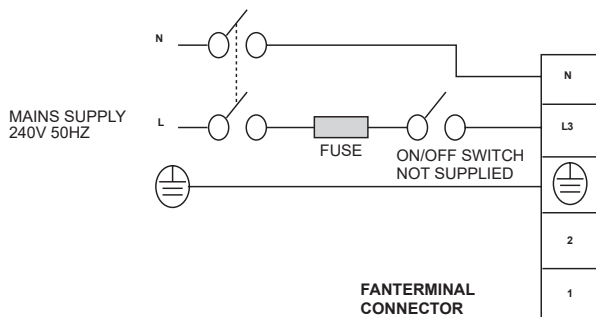 N
N
MAINS SUPPLY
240V 50HZ
L
L3
FUSE
ON/OFF SWITCH
NOT SUPPLIED
2
1
FANTERMINAL
CONNECTOR